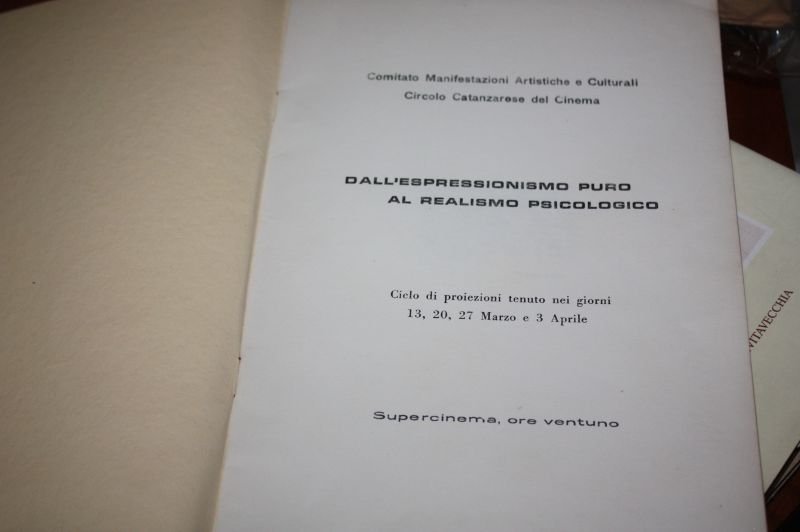 Comitato Manifestazioni Artistiche e Culturali
Circolo Catanzarese del Cinema
DALL'ESPRESSIONISMO PURO
AL REALISMO PSICOLOGICO
Ciclo di proiezioni tenuto nei giorni
13, 20, 27 Marzo e 3 Aprile
Supercinema, ore ventuno
VITAVECCHIA